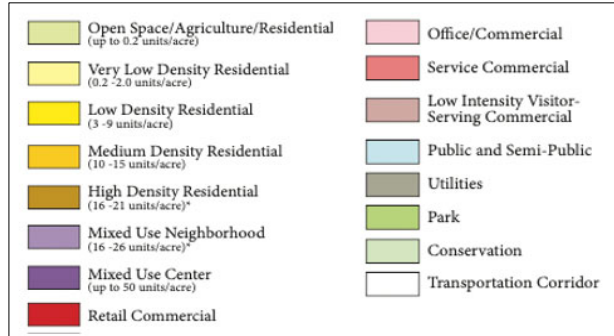 Open Space/Agriculture/Residential
(up to 0.2 units/acre)
Very Low Density Residential
(0.2 -2.0 units/acre)
Low Density Residential
(3 -9 units/acre)
Medium Density Residential
(10 -15 units/acre)
High Density Residential
(16 -21 units/acre)*
Mixed Use Neighborhood
(16 -26 units/acre)*
Mixed Use Center
(up to 50 units/acre)
Retail Commercial
Office/Commercial
Service Commercial
Low Intensity Visitor-
Serving Commercial
Public and Semi-Public
Utilities
Park
Conservation
Transportation Corridor